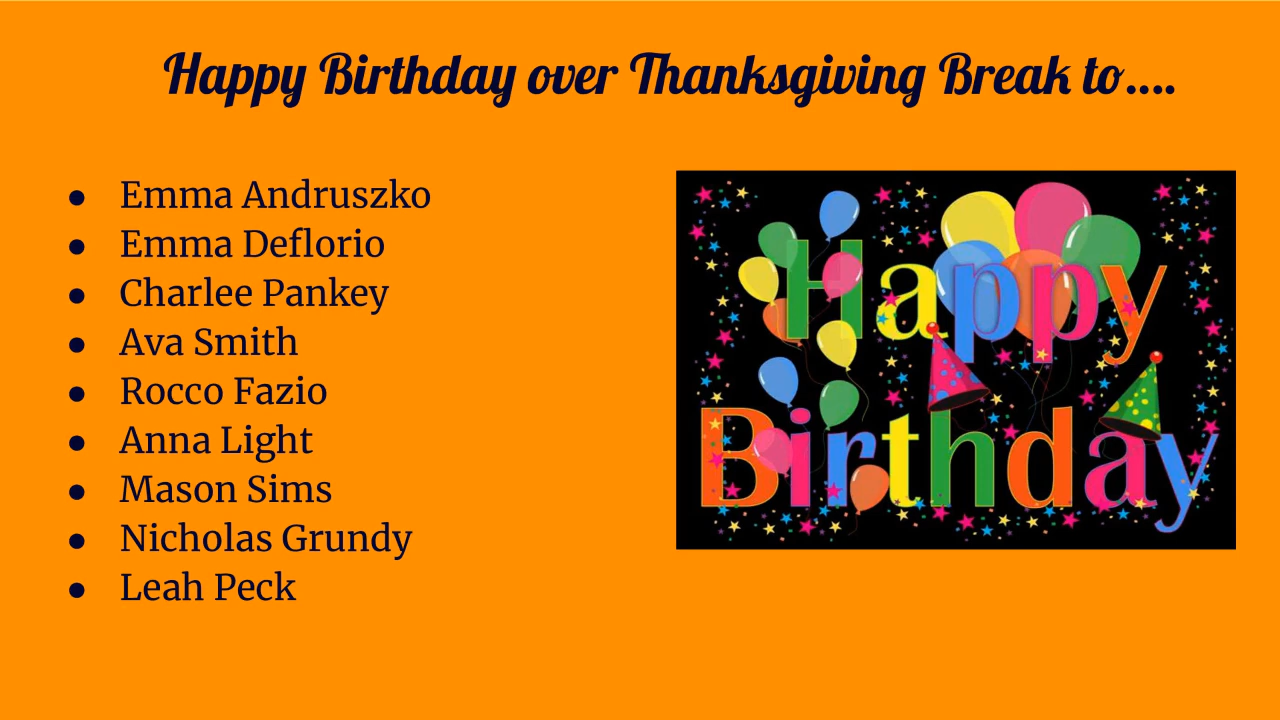 Happy Birthday over Thanksgiving Break to....
● Emma Andruszko
● Emma Deflorio
● Charlee Pankey
● Ava Smith
● Rocco Fazio
● Anna Light
● Mason Sims
● Nicholas Grundy
● Leah Peck
Happy
Birthday